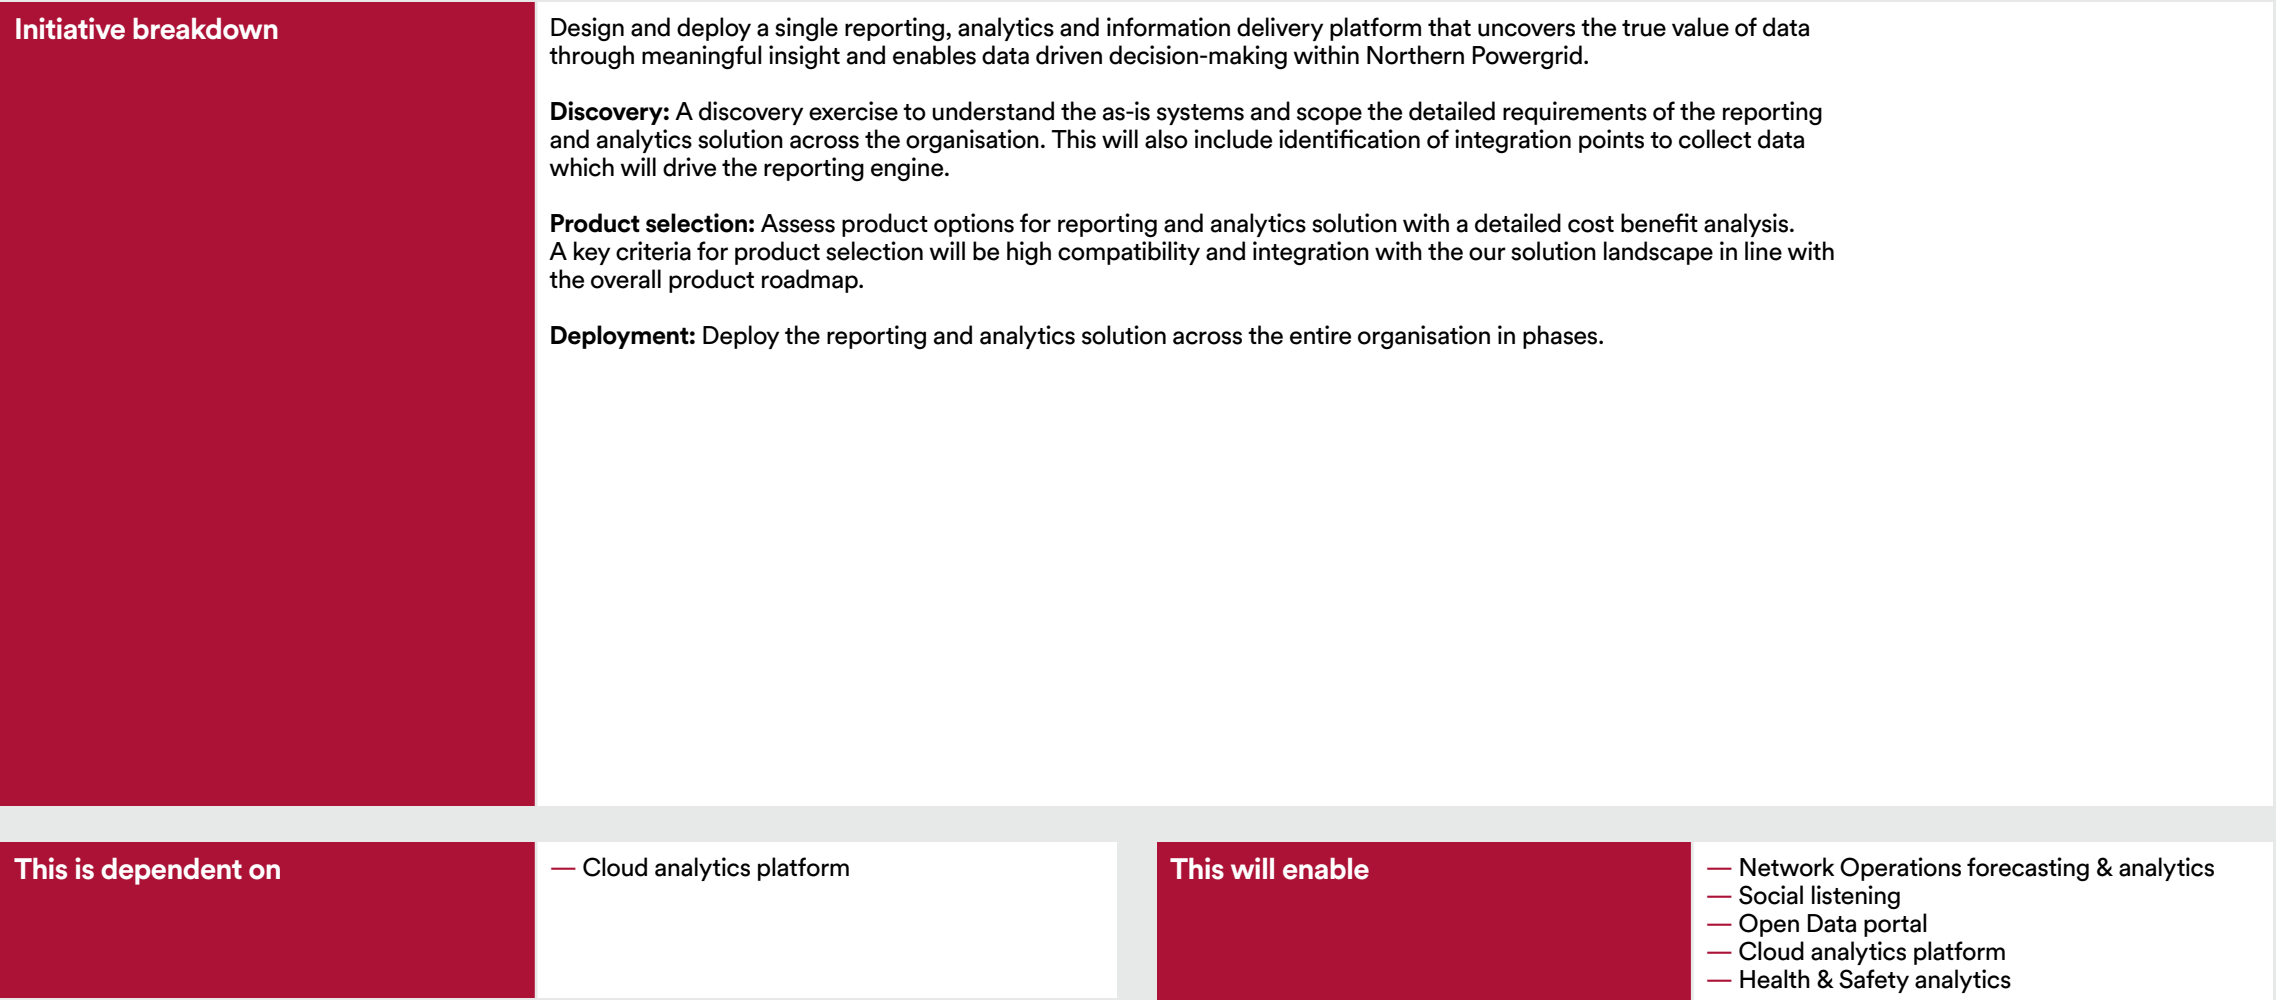 Initiative breakdown
Design and deploy a single reporting, analytics and information delivery platform that uncovers the true value of data
through meaningful insight and enables data driven decision-making within Northern Powergrid.
Discovery: A discovery exercise to understand the as-is systems and scope the detailed requirements of the reporting
and analytics solution across the organisation. This will also include identification of integration points to collect data
which will drive the reporting engine.
Product selection: Assess product options for reporting and analytics solution with a detailed cost benefit analysis.
A key criteria for product selection will be high compatibility and integration with the our solution landscape in line with
the overall product roadmap.
Deployment: Deploy the reporting and analytics solution across the entire organisation in phases.
This is dependent on
— Cloud analytics platform
This will enable
— Network Operations forecasting & analytics
— Social listening
— Open Data portal
— Cloud analytics platform
— Health & Safety analytics